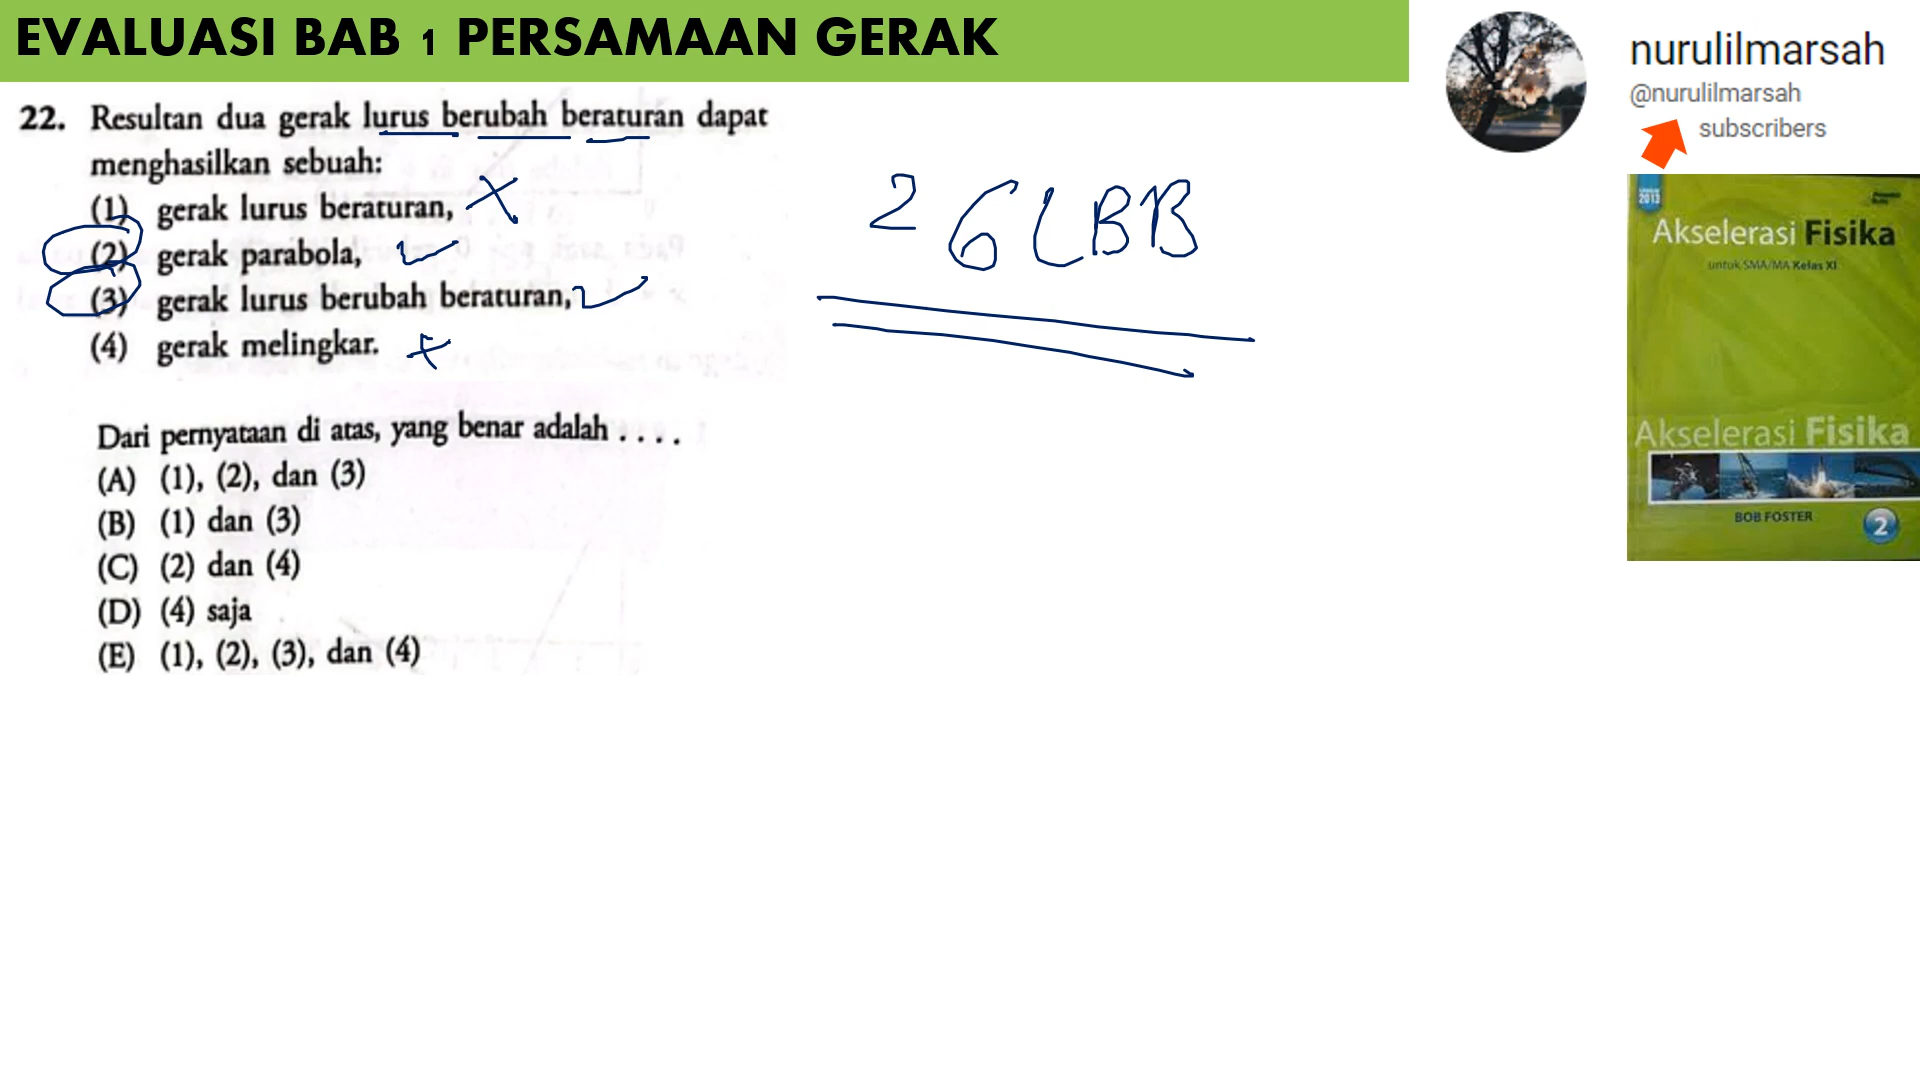 EVALUASI BAB 1 PERSAMAAN GERAK
nurulilmarsah
@nurulilmarsah
subscribers
22. Resultan dua gerak lurus berubah beraturan dapat
menghasilkan sebuah:
(1) gerak lurus beraturan,
(2) gerak parabola,
(3) gerak lurus berubah beraturan,
(4) gerak melingkar.
Dari pernyataan di atas, yang benar adalah . . . .
(A) (1), (2), dan (3)
(B) (1) dan (3)
(C) (2) dan (4)
(D) (4) saja
(E) (1), (2), (3), dan (4)
2 GLBB
2013
Akselerasi Fisika
untuk SMA/MA Kelas XI
Akselerasi Fisika
BOB FOSTER
2